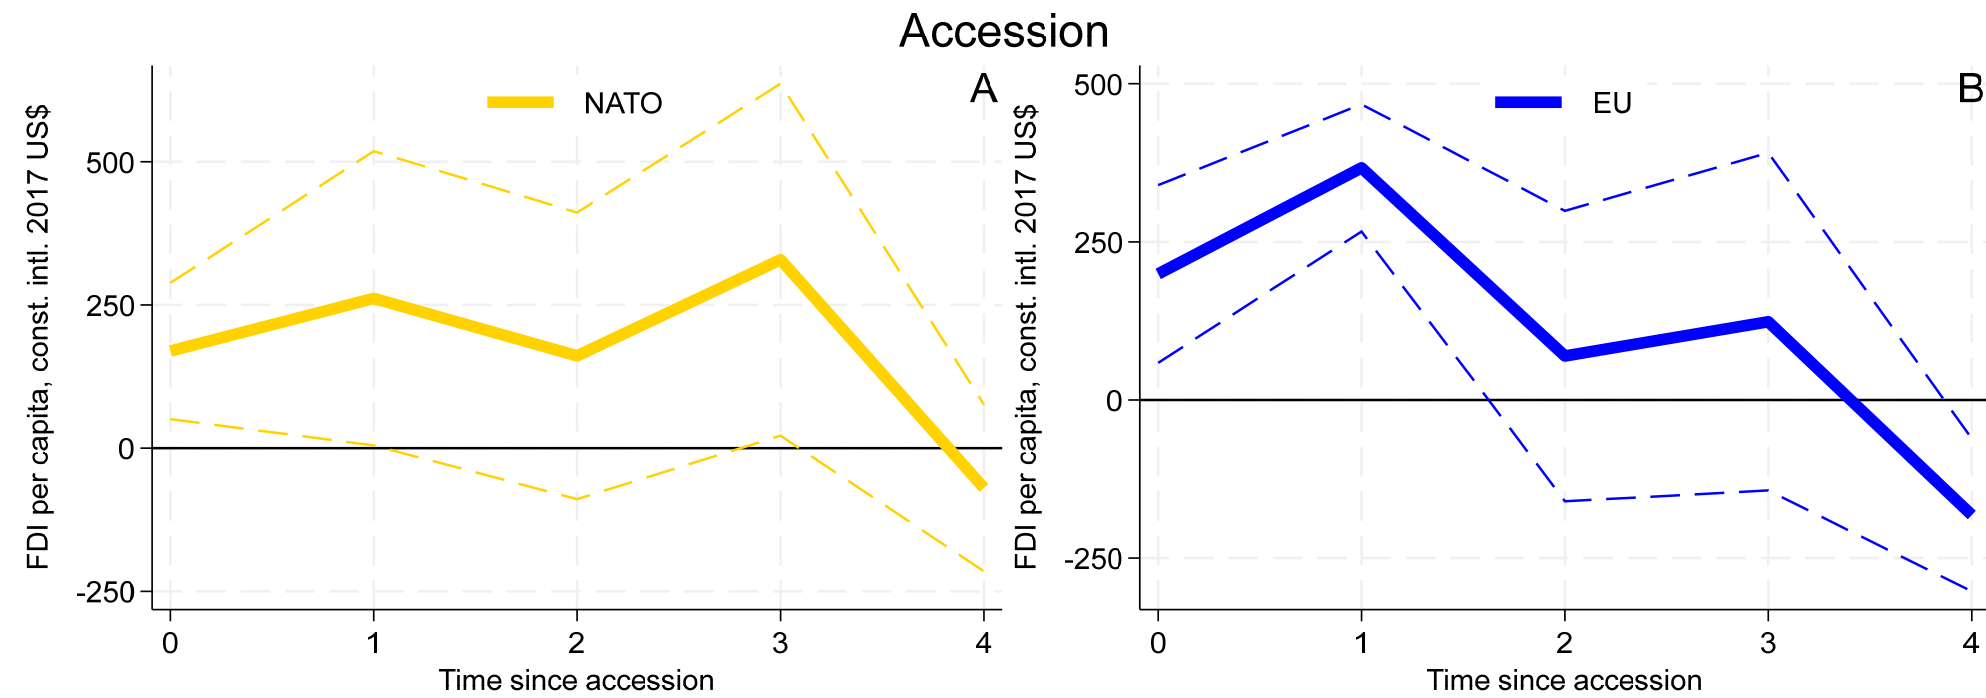 Accession
NATO
A
FDI per capita, const. intl. 2017 US$
500
250
0
-250
0 1 2 3 4
Time since accession
EU
B
FDI per capita, const. intl. 2017 US$
500
250
0
-250
0 1 2 3 4
Time since accession